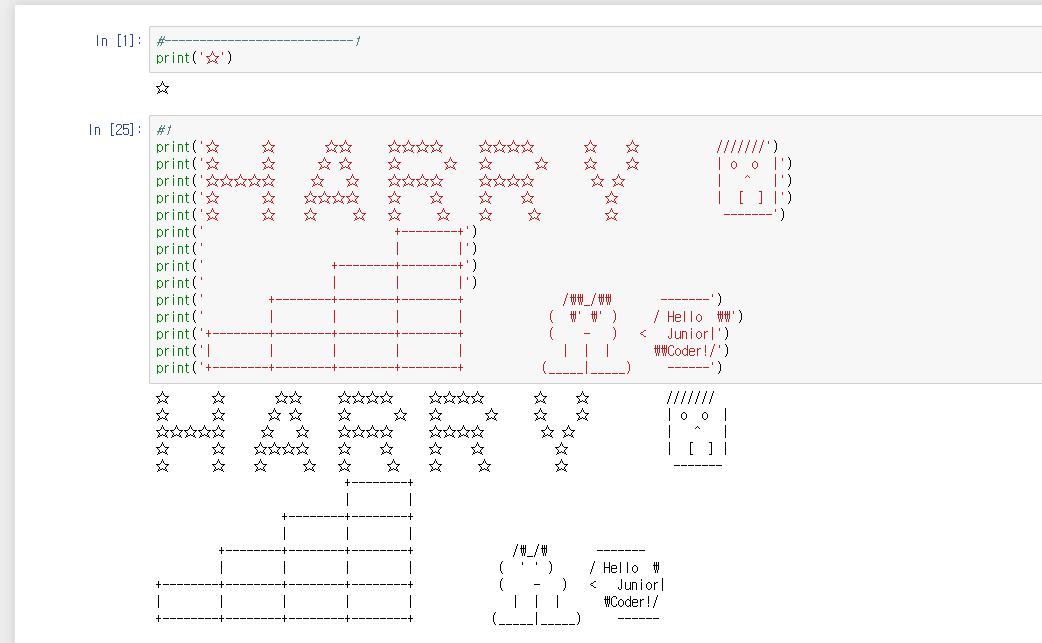 In [1]: #---------------------------1
print('☆')
☆
In [25]: #1
print('☆      ☆       ☆☆     ☆☆☆☆     ☆☆☆☆       ☆    ☆           ///////')
print('☆      ☆      ☆ ☆     ☆      ☆   ☆      ☆     ☆    ☆           | o  o  |')
print('☆☆☆☆☆     ☆   ☆    ☆☆☆☆     ☆☆☆☆        ☆ ☆             |   ^   |')
print('☆      ☆   ☆☆☆☆    ☆    ☆     ☆    ☆          ☆              |  [  ] |')
print('☆      ☆   ☆     ☆   ☆     ☆    ☆     ☆         ☆               -------')
print('                           +--------+')
print('                           |        |')
print('                  +--------+--------+')
print('                  |        |        |')
print('         +--------+--------+--------+              /₩₩_/₩₩       -------')
print('         |        |        |        |            (  ₩' ₩' )     / Hello  ₩₩')
print('+--------+--------+--------+--------+            (    -   )   <   Junior|')
print('|        |        |        |        |              |  |  |      ₩₩Coder!/')
print('+--------+--------+--------+--------+           (_____|_____)     ------')
☆      ☆       ☆☆     ☆☆☆☆     ☆☆☆☆       ☆    ☆           ///////
☆      ☆      ☆ ☆     ☆      ☆   ☆      ☆     ☆    ☆           | o  o  |
☆☆☆☆☆     ☆   ☆    ☆☆☆☆     ☆☆☆☆        ☆ ☆             |   ^   |
☆      ☆   ☆☆☆☆    ☆    ☆     ☆    ☆          ☆              |  [  ] |
☆      ☆   ☆     ☆   ☆     ☆    ☆     ☆         ☆               -------
                           +--------+
                           |        |
                  +--------+--------+
                  |        |        |
         +--------+--------+--------+              /₩_/₩       -------
         |        |        |        |            (  ' ' )     / Hello  ₩
+--------+--------+--------+--------+            (    -   )   <   Junior|
|        |        |        |        |              |  |  |      ₩Coder!/
+--------+--------+--------+--------+           (_____|_____)     ------